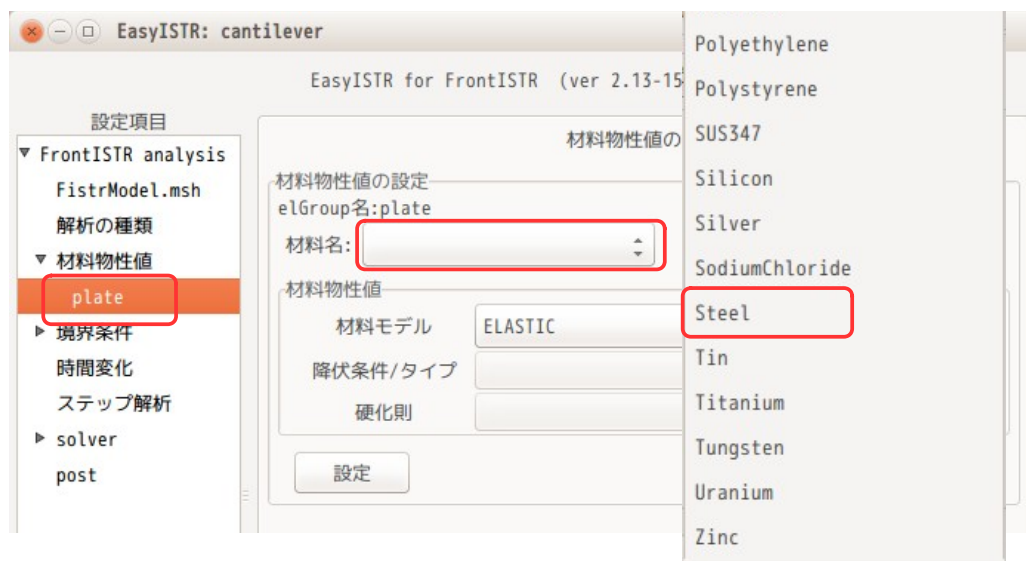 EasyISTR: cantilever
EasyISTR for FrontISTR (ver 2.13-15
設定項目
FrontISTR analysis
FistrModel.msh
解析の種類
材料物性値
plate
境界条件
時間変化
ステップ解析
solver
post
材料物性値の
材料物性値の設定
elGroup名:plate
材料名:
材料物性値
材料モデル ELASTIC
降伏条件/タイプ
硬化則
設定
Polyethylene
Polystyrene
SUS347
Silicon
Silver
SodiumChloride
Steel
Tin
Titanium
Tungsten
Uranium
Zinc